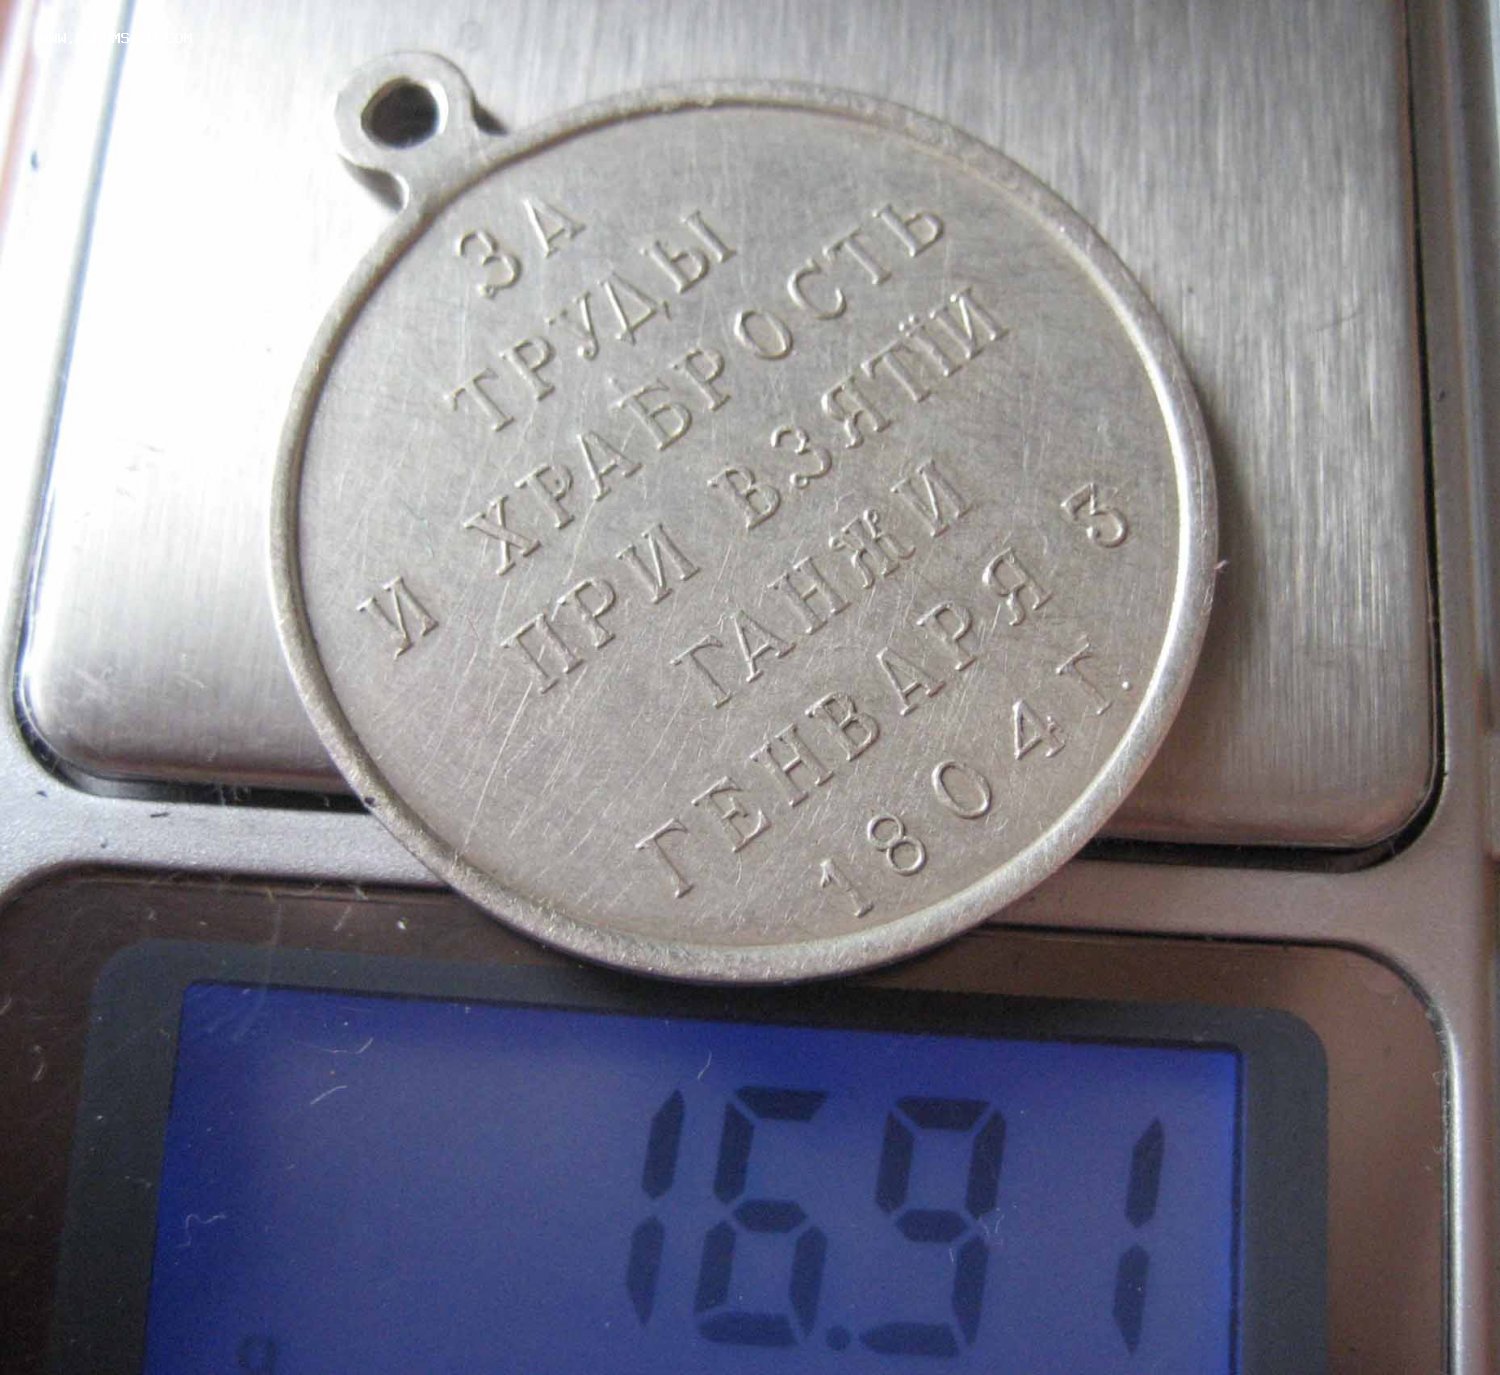 ЗА
ТРУДЫ
И ХРАБРОСТЬ
ПРИ ВЗЯТІИ
ГАНЖИ
ГЕНВАРЯ 3
1804 Г.
16.91
g